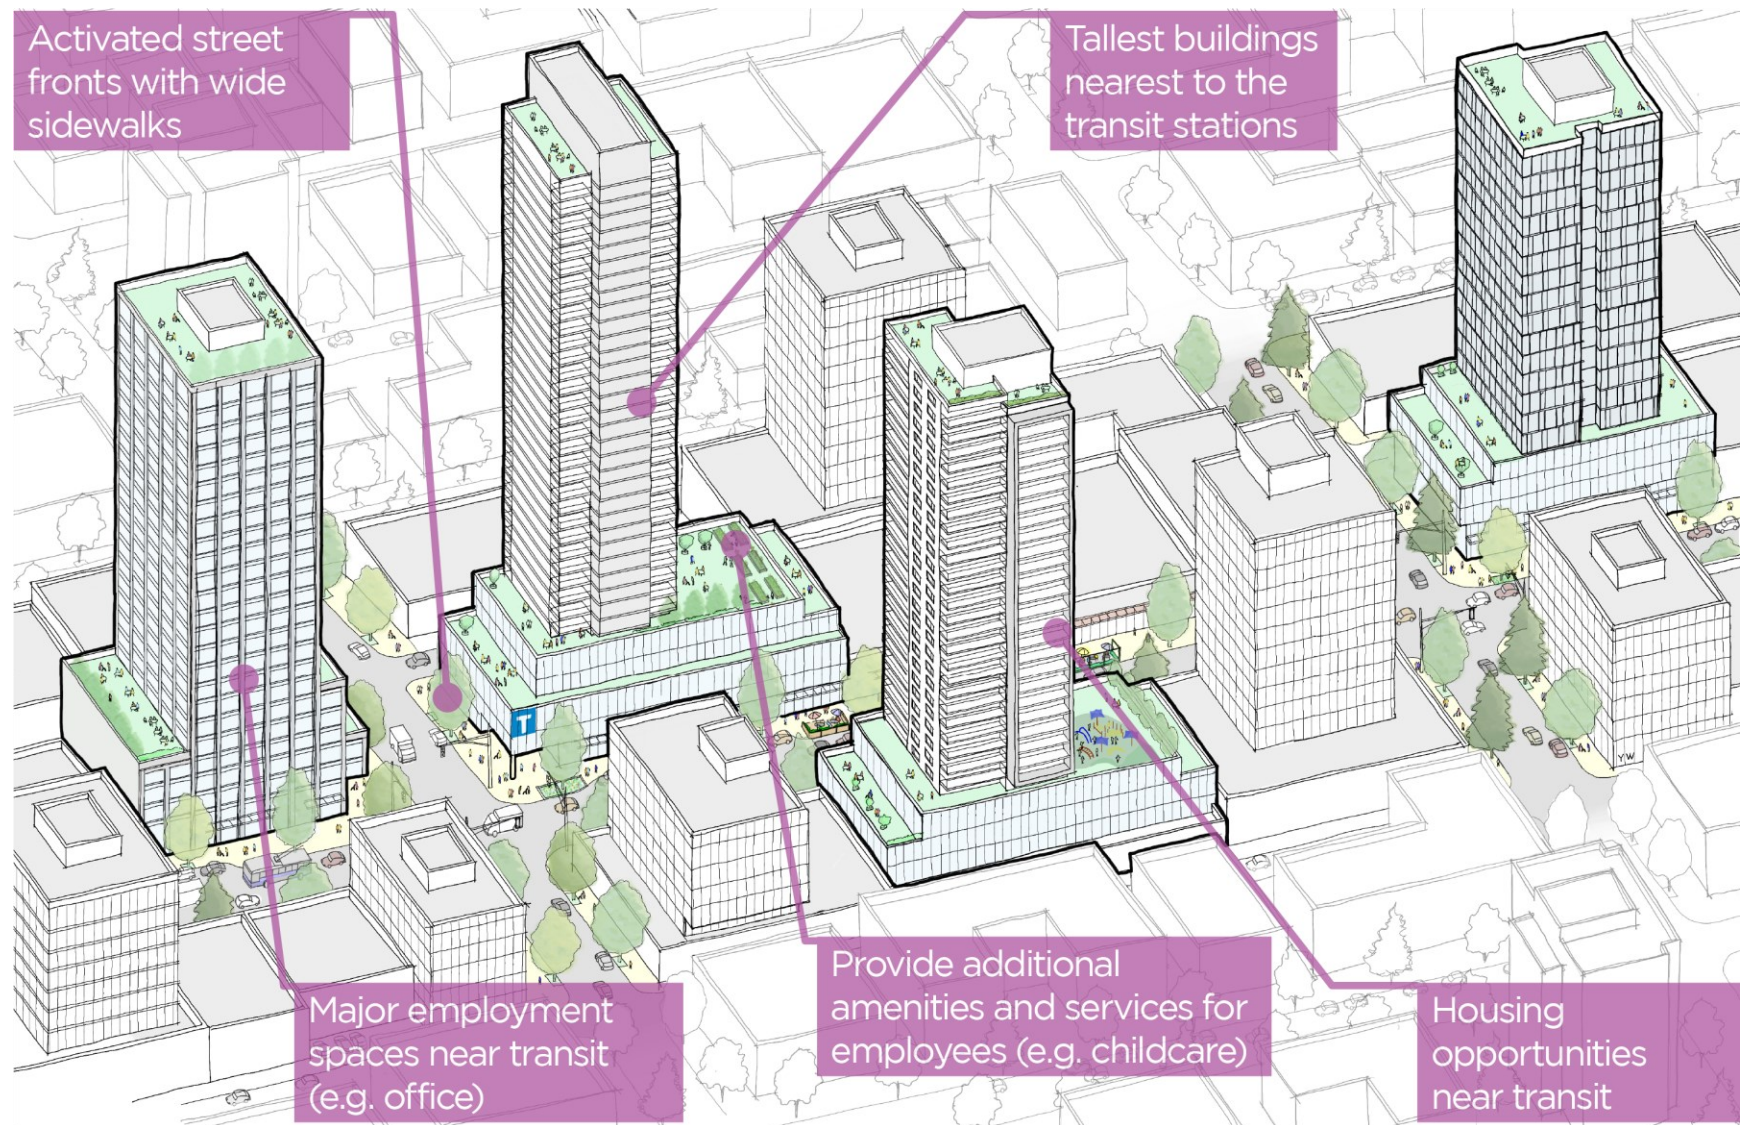 Activated street
fronts with wide
sidewalks
Tallest buildings
nearest to the
transit stations
T
YW
Major employment
spaces near transit
(e.g. office)
Provide additional
amenities and services for
employees (e.g. childcare)
Housing
opportunities
near transit